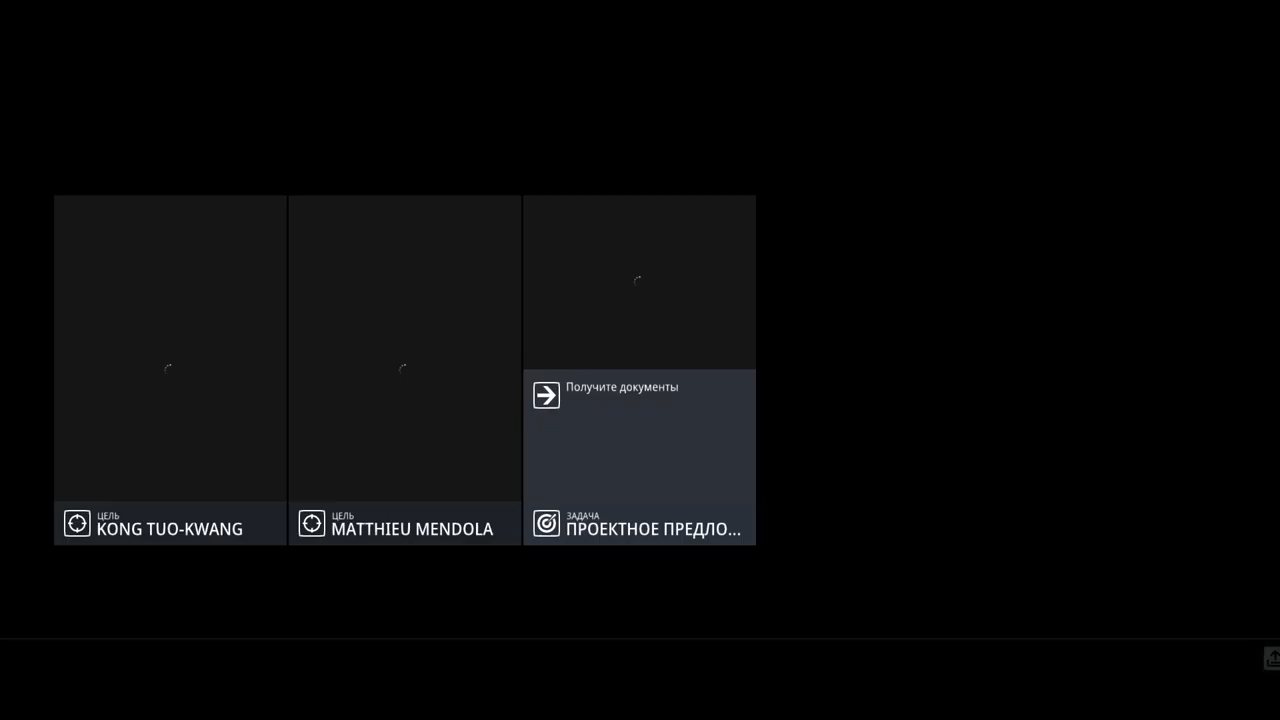 ЦЕЛЬ
KONG TUO-KWANG
ЦЕЛЬ
MATTHIEU MENDOLA
Получите документы
ЗАДАЧА
ПРОЕКТНОЕ ПРЕДЛО...